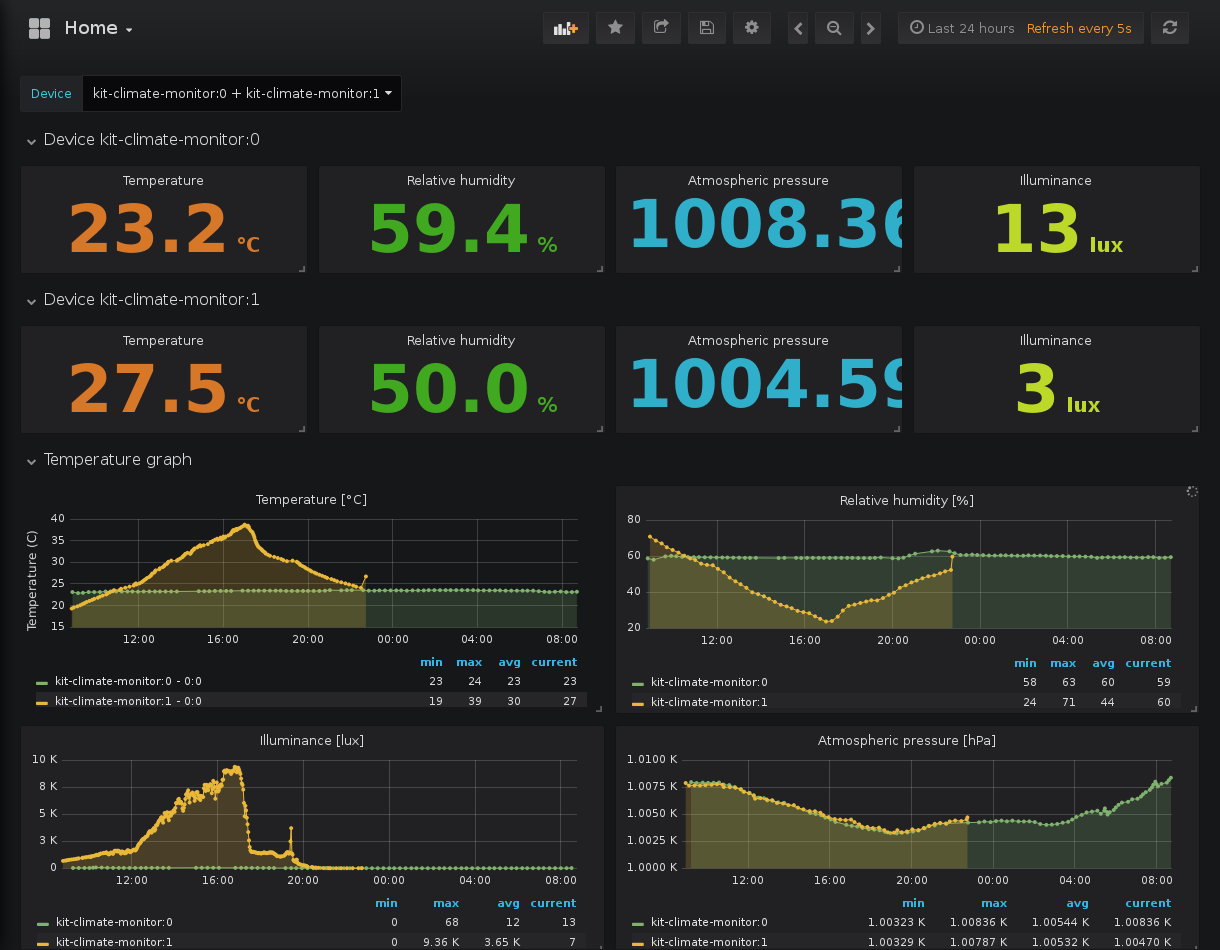 Home
Last 24 hours Refresh every 5s
Device kit-climate-monitor:0 + kit-climate-monitor:1
Device kit-climate-monitor:0
Temperature Relative humidity Atmospheric pressure Illuminance
23.2 °C 59.4 % 1008.36 13 lux
Device kit-climate-monitor:1
Temperature Relative humidity Atmospheric pressure Illuminance
27.5 °C 50.0 % 1004.59 3 lux
Temperature graph
Temperature [°C]
Temperature (C)
40
35
30
25
20
15
12:00 16:00 20:00 00:00 04:00 08:00
min max avg current
kit-climate-monitor:0 - 0:0 23 24 23 23
kit-climate-monitor:1 - 0:0 19 39 30 27
Relative humidity [%]
80
60
40
20
12:00 16:00 20:00 00:00 04:00 08:00
min max avg current
kit-climate-monitor:0 58 63 60 59
kit-climate-monitor:1 24 71 44 60
Illuminance [lux]
10 K
8 K
5 K
3 K
0
12:00 16:00 20:00 00:00 04:00 08:00
min max avg current
kit-climate-monitor:0 0 68 12 13
kit-climate-monitor:1 0 9.36 K 3.65 K 7
Atmospheric pressure [hPa]
1.0100 K
1.0075 K
1.0050 K
1.0025 K
1.0000 K
12:00 16:00 20:00 00:00 04:00 08:00
min max avg current
kit-climate-monitor:0 1.00323 K 1.00836 K 1.00544 K 1.00836 K
kit-climate-monitor:1 1.00329 K 1.00787 K 1.00532 K 1.00470 K